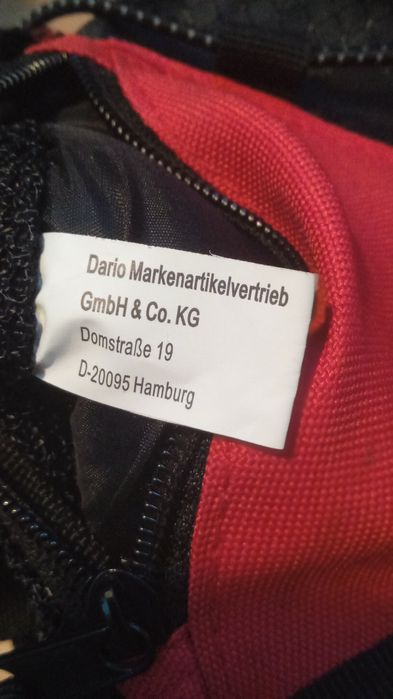 Dario Markenartikelvertrieb
GmbH & Co. KG
Domstraße 19
D-20095 Hamburg